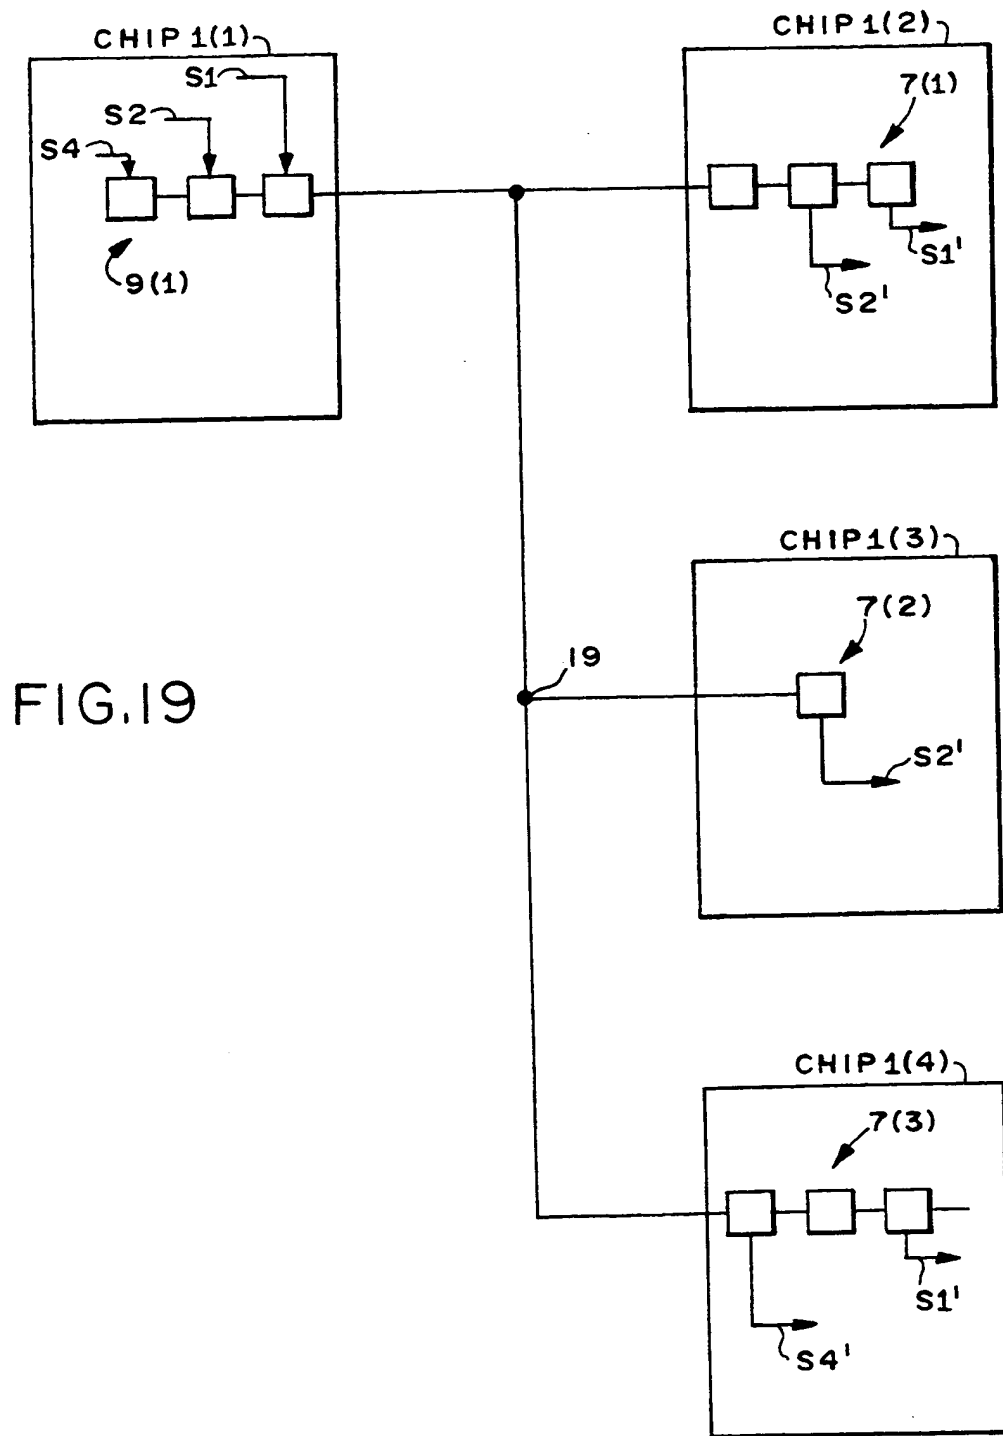 CHIP 1(1)
S1
S2
S4
9(1)
CHIP 1(2)
7(1)
S1'
S2'
CHIP 1(3)
7(2)
19
S2'
FIG.19
CHIP 1(4)
7(3)
S1'
S4'